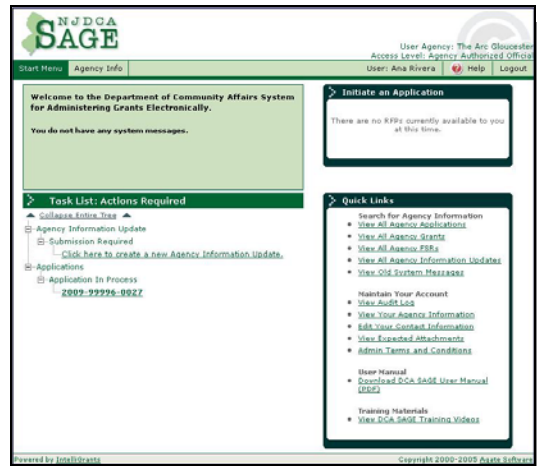 NJDCA
SAGE
User Agency: The Arc Gloucester
Access Level: Agency Authorized Official
Start Menu Agency Info User: Ana Rivera Help Logout
Welcome to the Department of Community Affairs System
for Administering Grants Electronically.
You do not have any system messages.
Initiate an Application
There are no RFPs currently available to you
at this time.
Task List: Actions Required
Collapse Entire Tree
Agency Information Update
Submission Required
Click here to create a new Agency Information Update.
Applications
Application In Process
2009-99996-0027
Quick Links
Search for Agency Information
View All Agency Applications
View All Agency Grants
View All Agency FSRs
View All Agency Information Updates
View Old System Messages
Maintain Your Account
View Audit Log
View Your Agency Information
Edit Your Contact Information
View Expected Attachments
Admin Terms and Conditions
User Manual
Download DCA SAGE User Manual
(PDF)
Training Materials
View DCA SAGE Training Videos
Powered by IntelliGrants Copyright 2000-2005 Agate Software